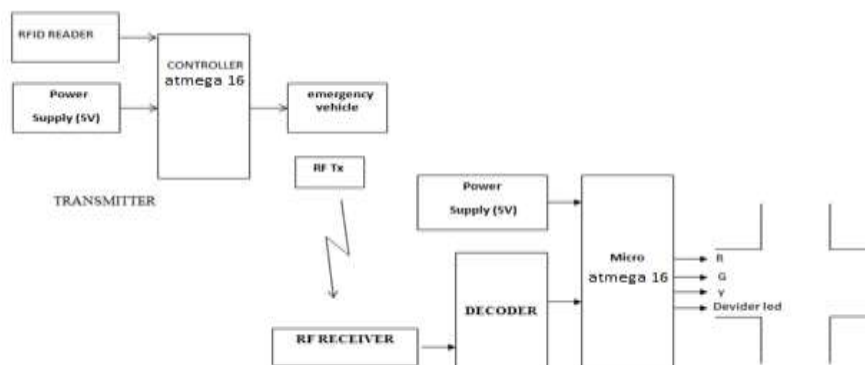 RFID READER
CONTROLLER
atmega 16
Power
Supply (5V)
emergency
vehicle
RF Tx
TRANSMITTER
Power
Supply (5V)
Micro
atmega 16
R
G
Y
Devider led
DECODER
RF RECEIVER